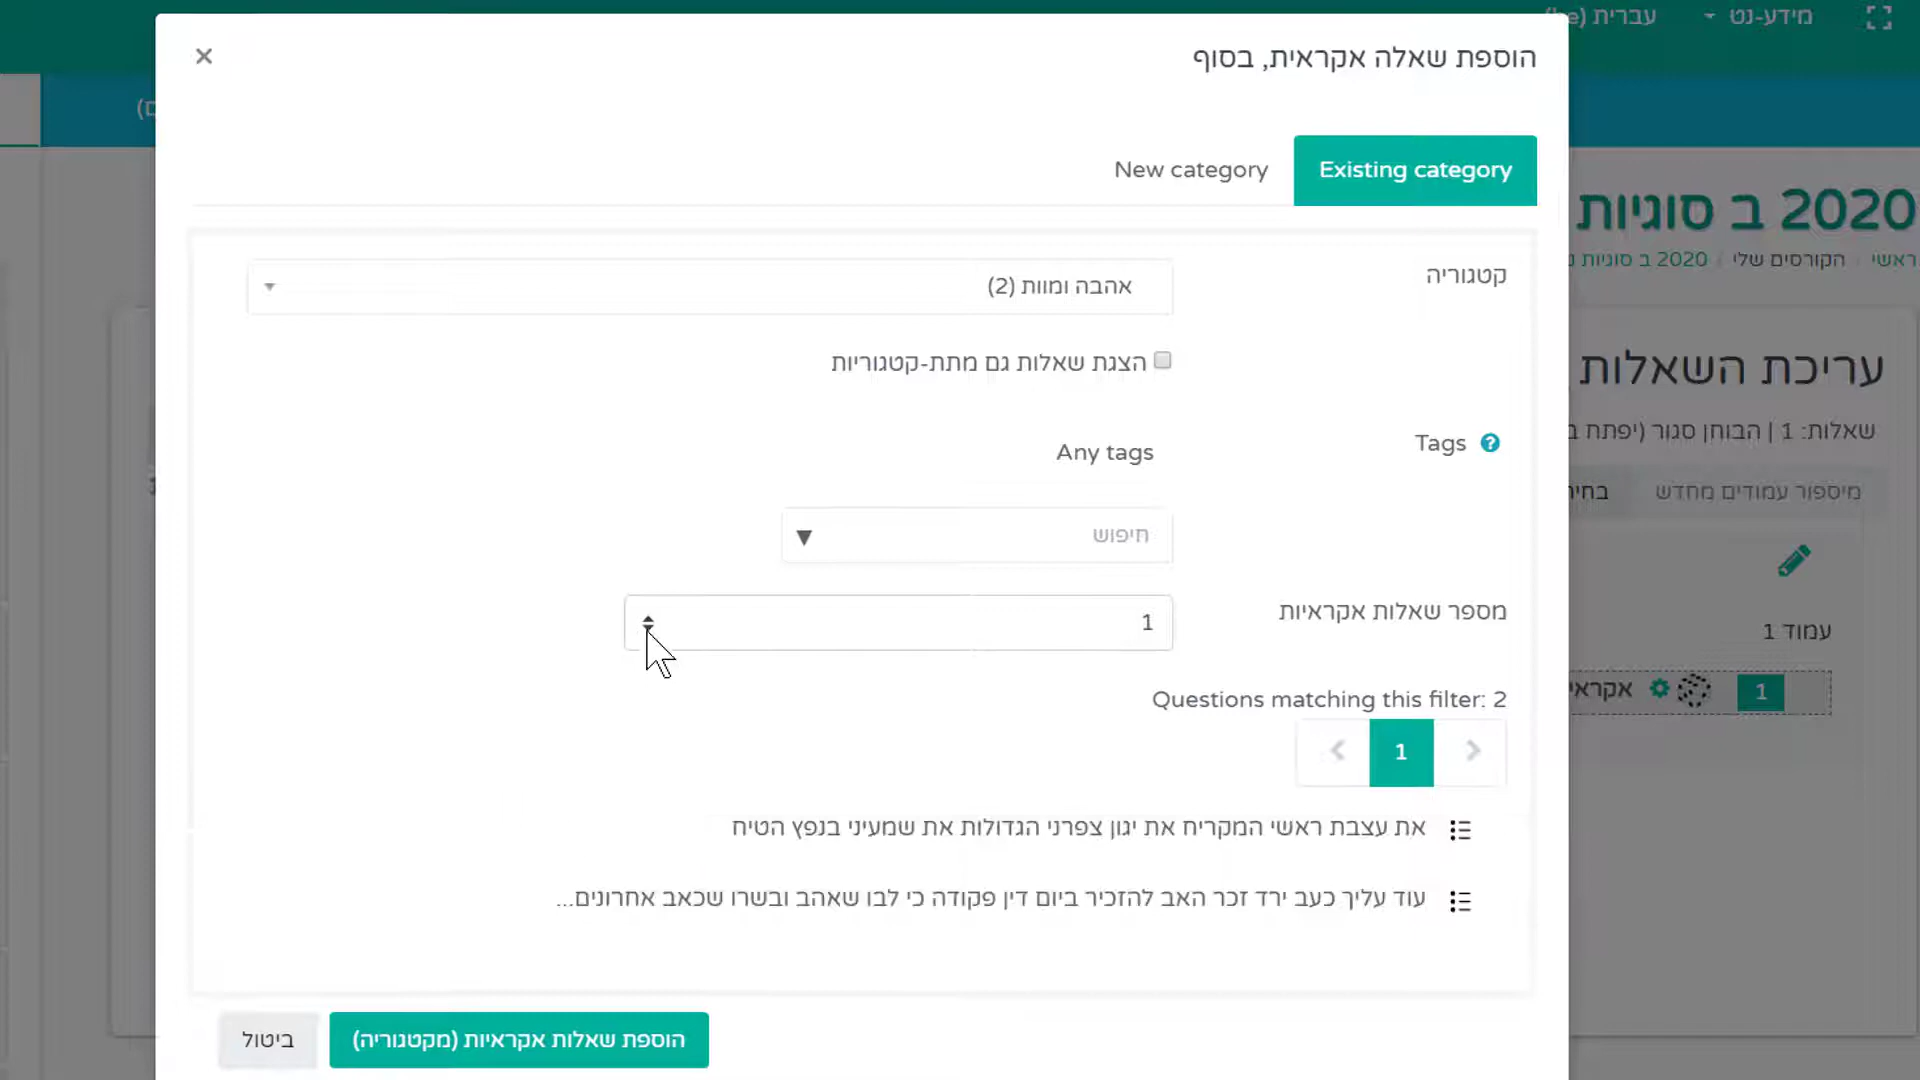 מידע-נט
עברית (he)
הוספת שאלה אקראית, בסוף
Existing category
New category
2020 ב סוגיות
ראשי / הקורסים שלי / 2020 ב סוגיות
קטגוריה
אהבה ומוות (2)
הצגת שאלות גם מתת-קטגוריות
עריכת השאלות
שאלות: 1 | הבוחן סגור (יפתח ב
Tags
Any tags
חיפוש
מיספור עמודים מחדש
מספר שאלות אקראיות
1
עמוד 1
1
אקראי
Questions matching this filter: 2
1
את עצבת ראשי המקריח את יגון צפרני הגדולות את שמעיני בנפץ הטיח
עוד עליך כעב ירד זכר האב להזכיר ביום דין פקודה כי לבו שאהב ובשרו שכאב אחרונים...
הוספת שאלות אקראיות (מקטגוריה)
ביטול